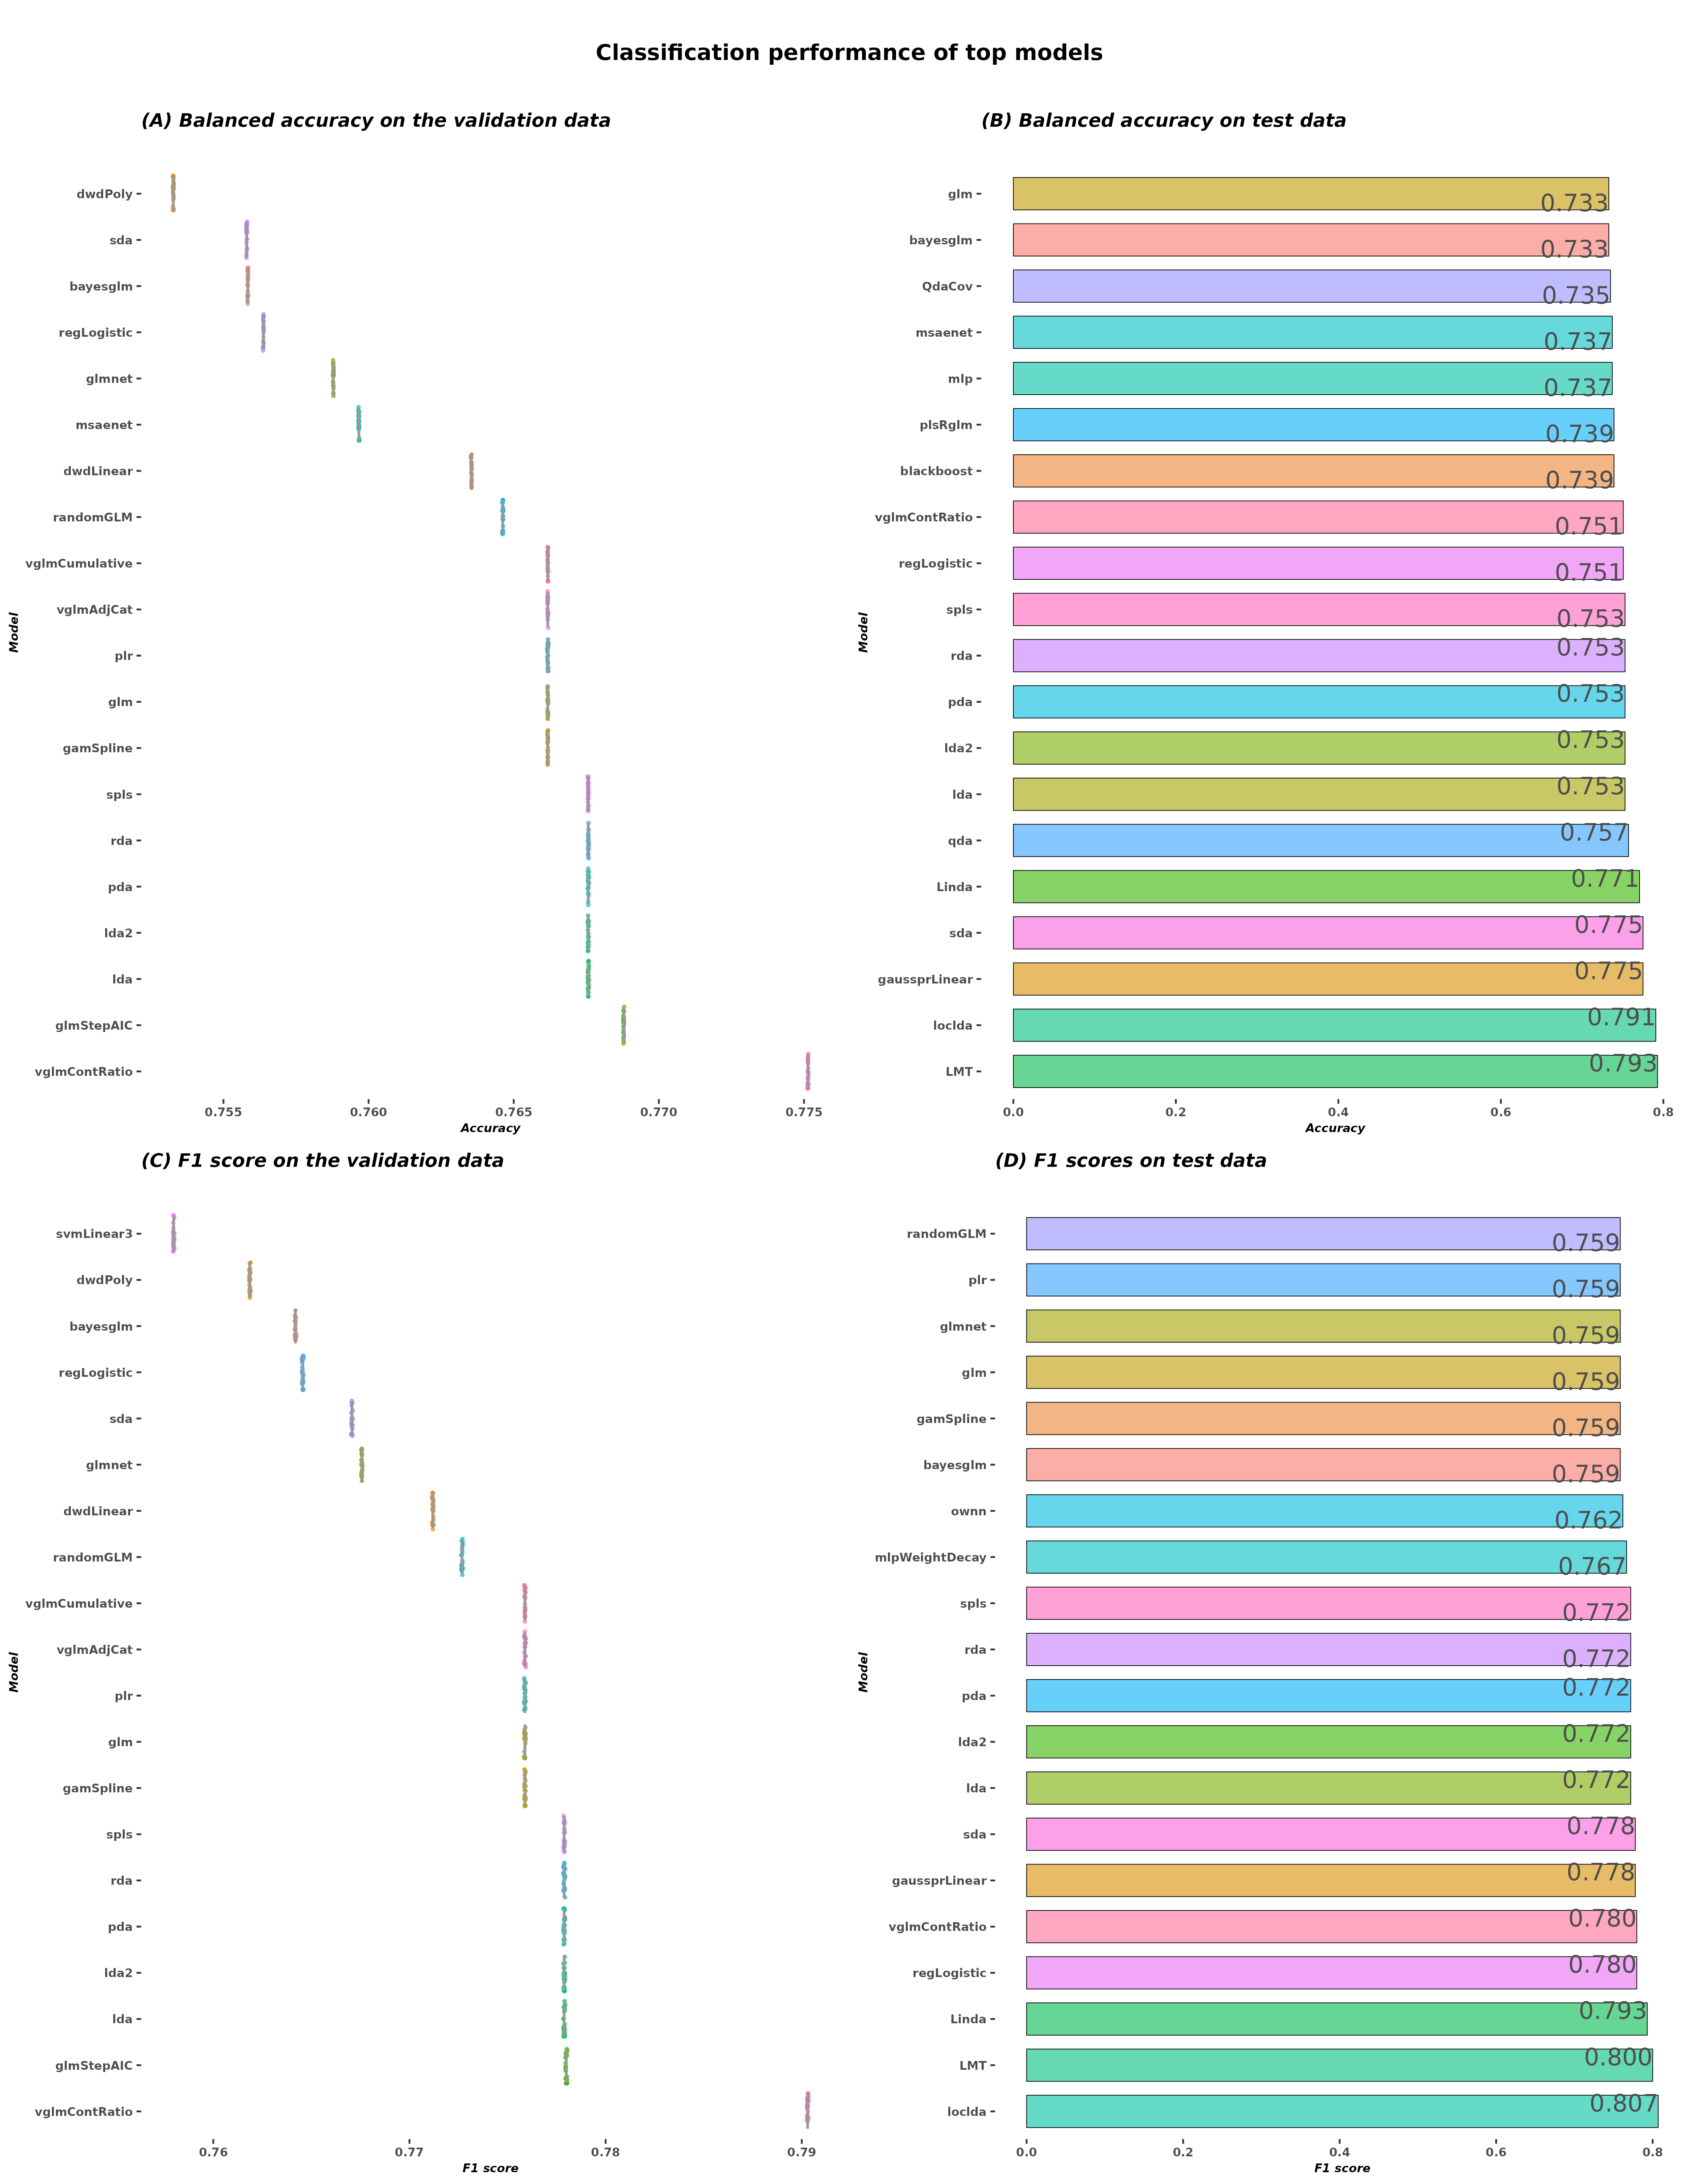 Classification performance of top models
(A) Balanced accuracy on the validation data
Model
dwdPoly
sda
bayesglm
regLogistic
glmnet
msaenet
dwdLinear
randomGLM
vglmCumulative
vglmAdjCat
plr
glm
gamSpline
spls
rda
pda
lda2
lda
glmStepAIC
vglmContRatio
0.755 0.760 0.765 0.770 0.775
Accuracy
(B) Balanced accuracy on test data
Model
glm 0.733
bayesglm 0.733
QdaCov 0.735
msaenet 0.737
mlp 0.737
plsRglm 0.739
blackboost 0.739
vglmContRatio 0.751
regLogistic 0.751
spls 0.753
rda 0.753
pda 0.753
lda2 0.753
lda 0.753
qda 0.757
Linda 0.771
sda 0.775
gaussprLinear 0.775
loclda 0.791
LMT 0.793
0.0 0.2 0.4 0.6 0.8
Accuracy
(C) F1 score on the validation data
Model
svmLinear3
dwdPoly
bayesglm
regLogistic
sda
glmnet
dwdLinear
randomGLM
vglmCumulative
vglmAdjCat
plr
glm
gamSpline
spls
rda
pda
lda2
lda
glmStepAIC
vglmContRatio
0.76 0.77 0.78 0.79
F1 score
(D) F1 scores on test data
Model
randomGLM 0.759
plr 0.759
glmnet 0.759
glm 0.759
gamSpline 0.759
bayesglm 0.759
ownn 0.762
mlpWeightDecay 0.767
spls 0.772
rda 0.772
pda 0.772
lda2 0.772
lda 0.772
sda 0.778
gaussprLinear 0.778
vglmContRatio 0.780
regLogistic 0.780
Linda 0.793
LMT 0.800
loclda 0.807
0.0 0.2 0.4 0.6 0.8
F1 score